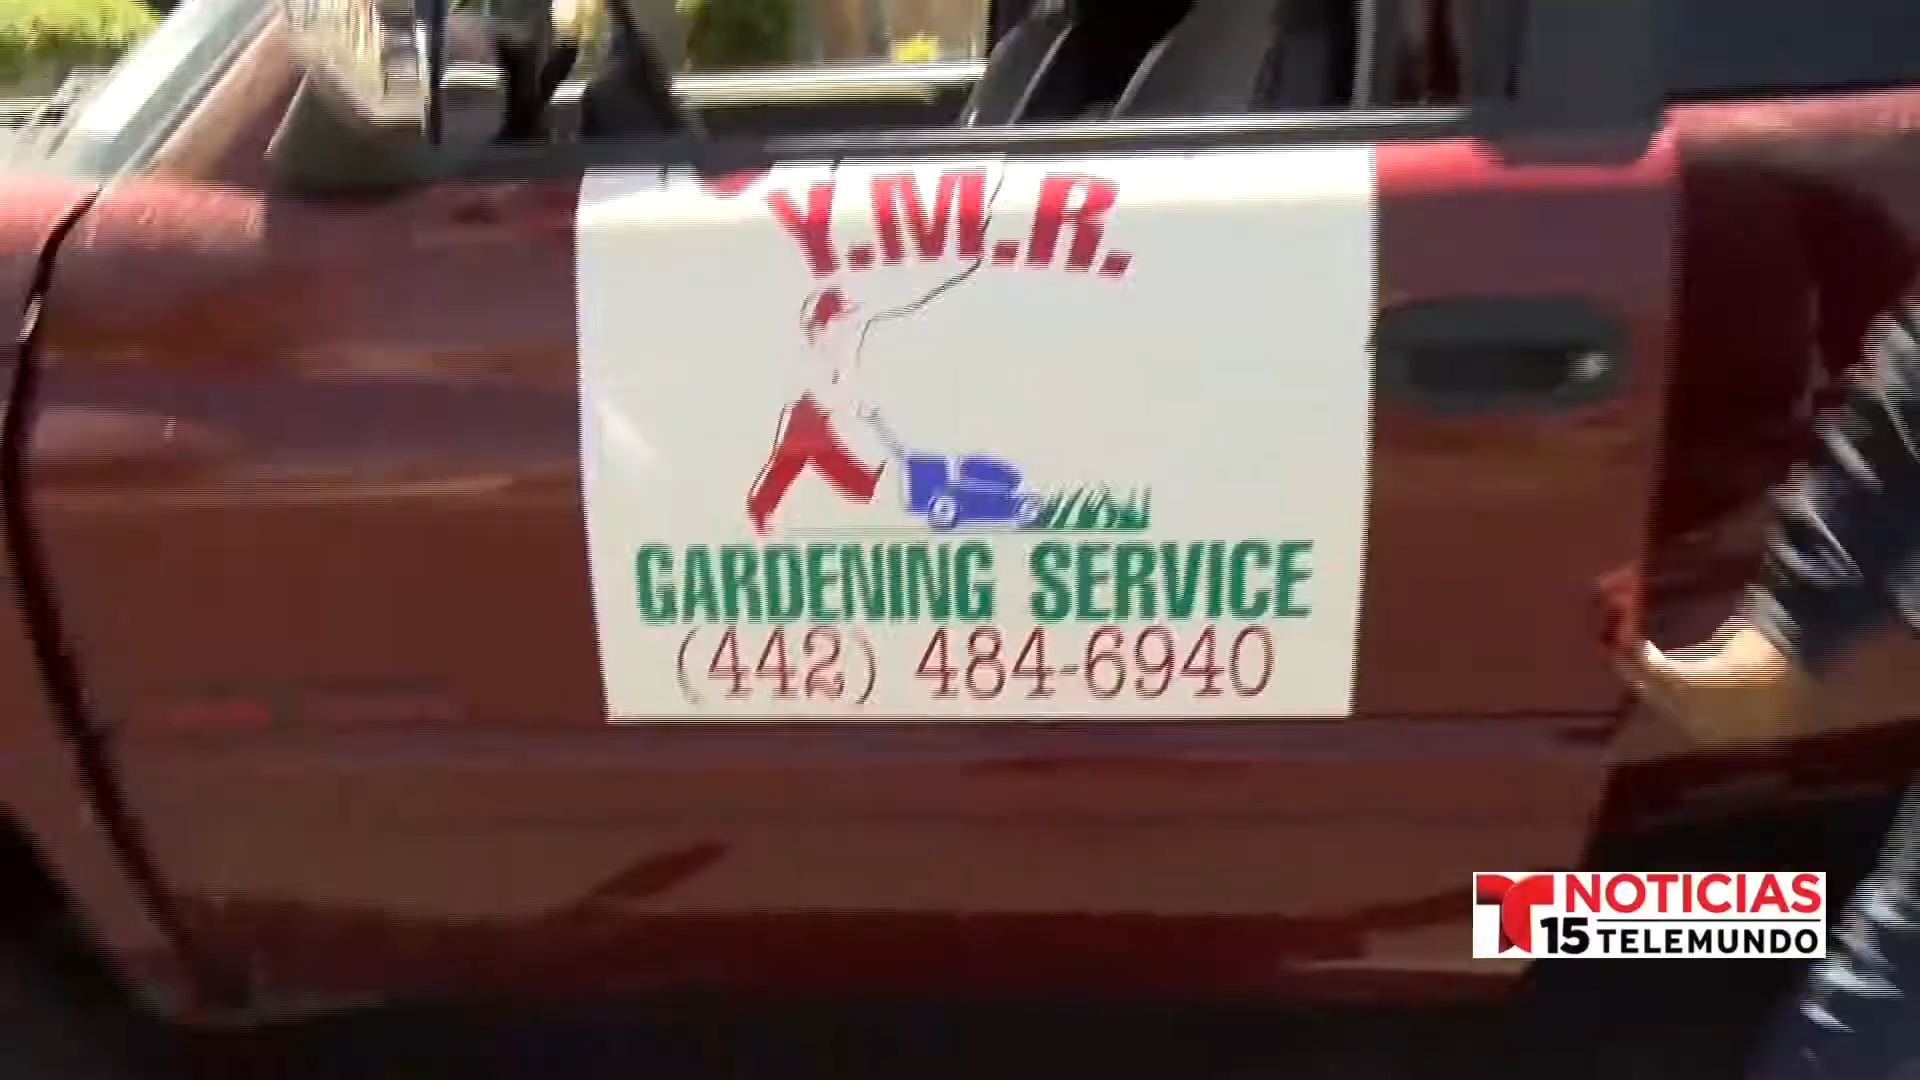 Y.M.R.
GARDENING SERVICE
(442) 484-6940
NOTICIAS
15 TELEMUNDO